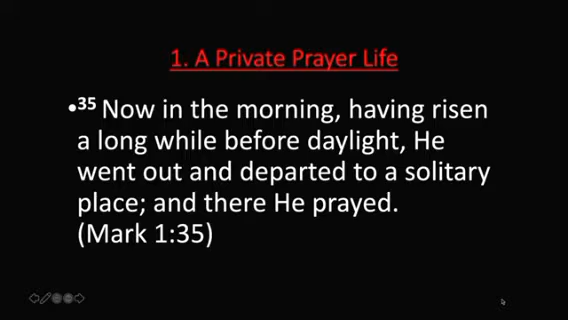 1. A Private Prayer Life
•35 Now in the morning, having risen
a long while before daylight, He
went out and departed to a solitary
place; and there He prayed.
(Mark 1:35)